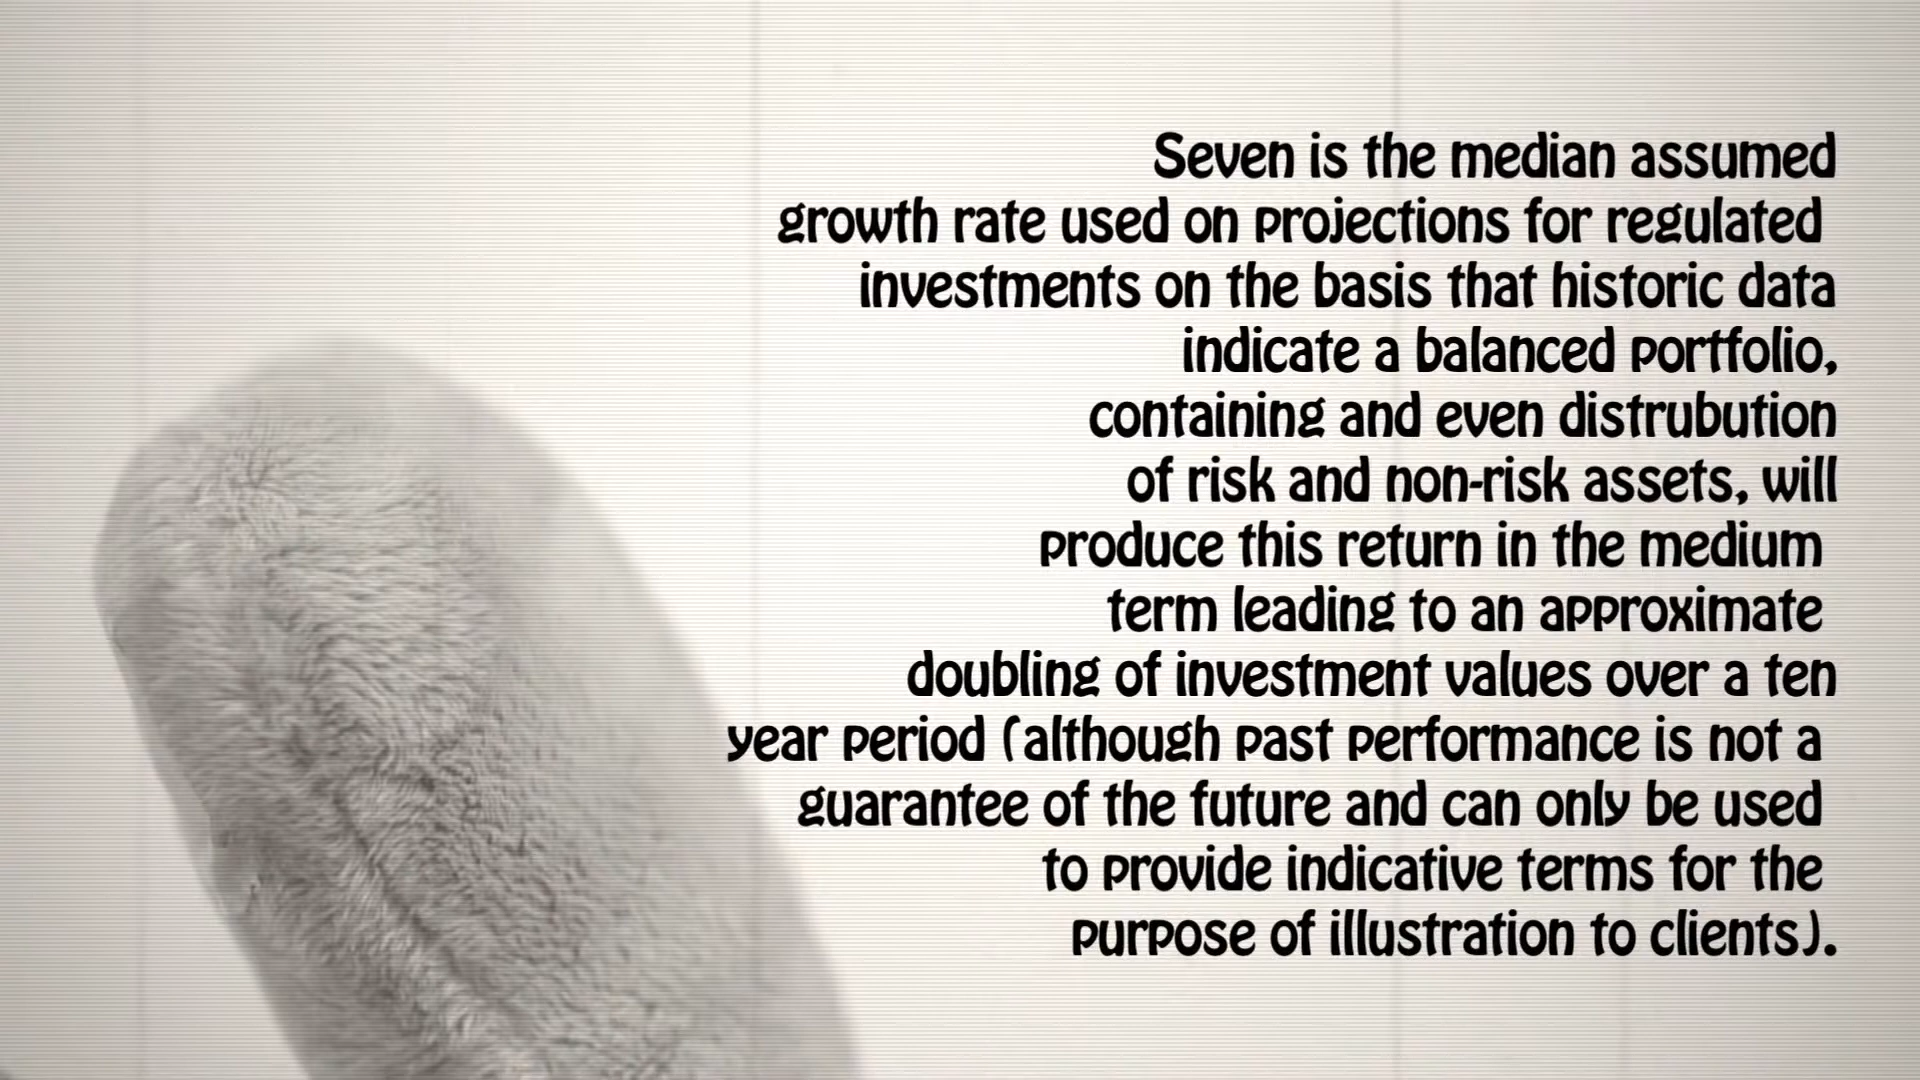 Seven is the median assumed
growth rate used on projections for regulated
investments on the basis that historic data
indicate a balanced portfolio,
containing and even distrubution
of risk and non-risk assets, will
produce this return in the medium
term leading to an approximate
doubling of investment values over a ten
year period (although past performance is not a
guarantee of the future and can only be used
to provide indicative terms for the
purpose of illustration to clients).